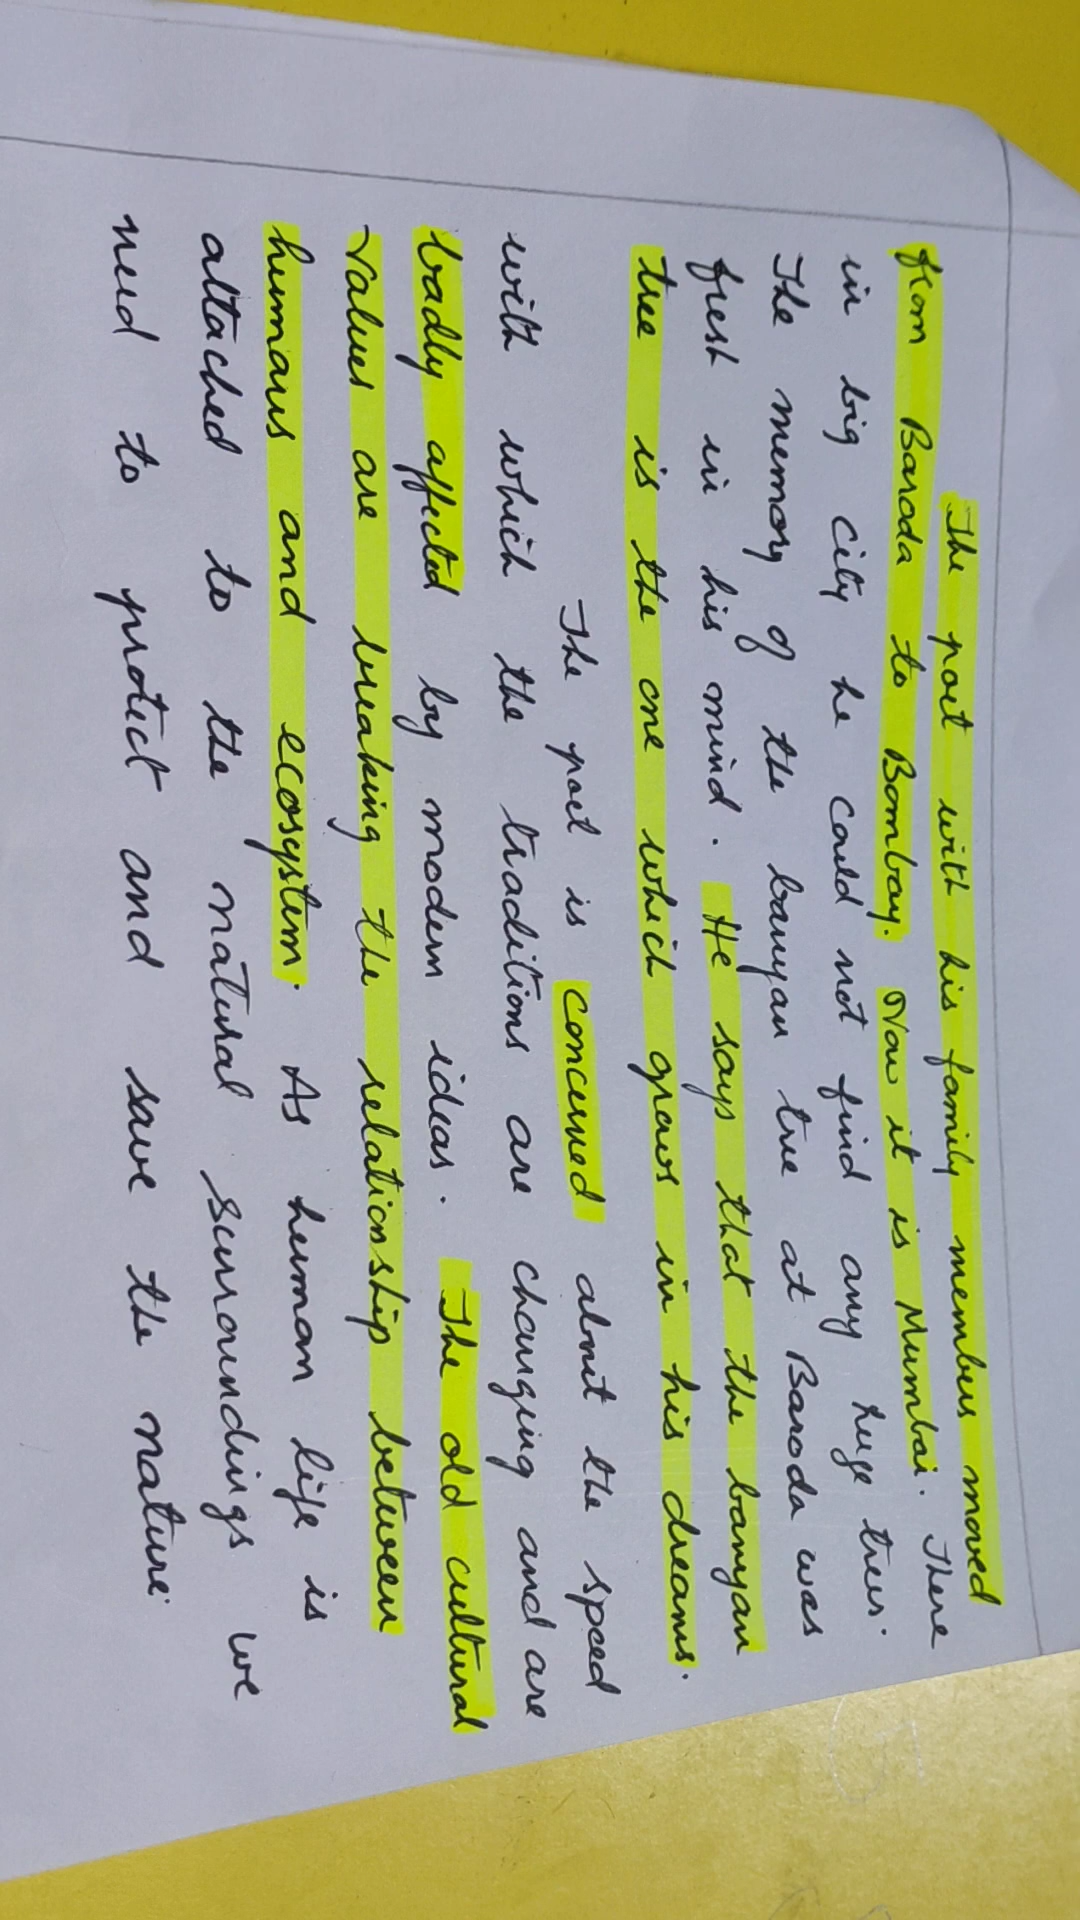 The poet with his family members moved
from Baroda to Bombay. Now it is Mumbai. There
in big city he could not find any huge trees.
The memory of the banyan tree at Baroda was
fresh in his mind. He says that the banyan
tree is the one which grows in his dreams.
The poet is concerned about the speed
with which the traditions are changing and are
badly affected by modern ideas. The old cultural
values are breaking the relationship between
humans and ecosystem. As human life is
attached to the natural surroundings we
need to protect and save the nature.